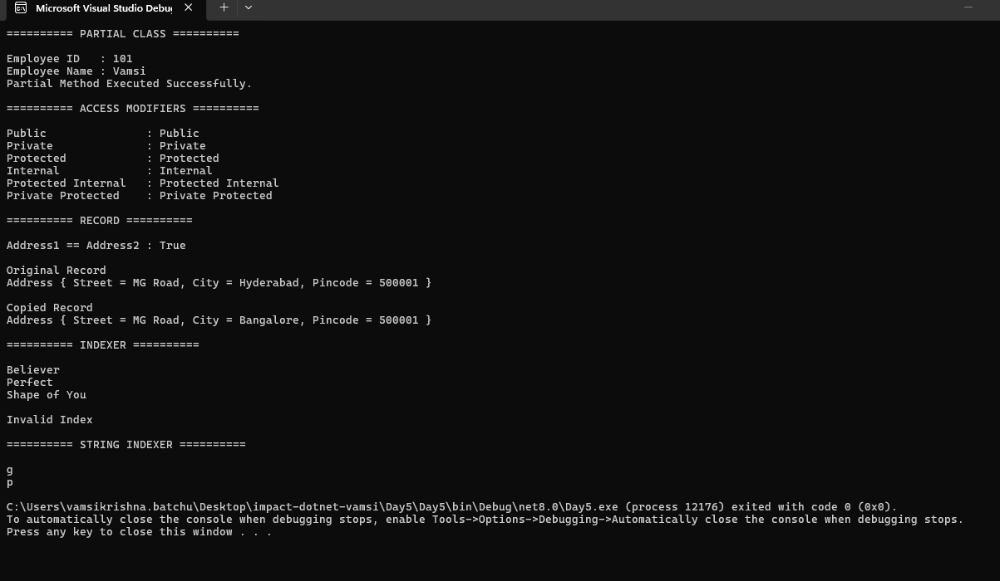 Microsoft Visual Studio Debug
========== PARTIAL CLASS ==========
Employee ID   : 101
Employee Name : Vamsi
Partial Method Executed Successfully.
========== ACCESS MODIFIERS ==========
Public               : Public
Private              : Private
Protected            : Protected
Internal             : Internal
Protected Internal   : Protected Internal
Private Protected    : Private Protected
========== RECORD ==========
Address1 == Address2 : True
Original Record
Address { Street = MG Road, City = Hyderabad, Pincode = 500001 }
Copied Record
Address { Street = MG Road, City = Bangalore, Pincode = 500001 }
========== INDEXER ==========
Believer
Perfect
Shape of You
Invalid Index
========== STRING INDEXER ==========
g
p
C:\Users\vamsikrishna.batchu\Desktop\impact-dotnet-vamsi\Day5\Day5\bin\Debug\net8.0\Day5.exe (process 12176) exited with code 0 (0x0).
To automatically close the console when debugging stops, enable Tools->Options->Debugging->Automatically close the console when debugging stops.
Press any key to close this window . . .